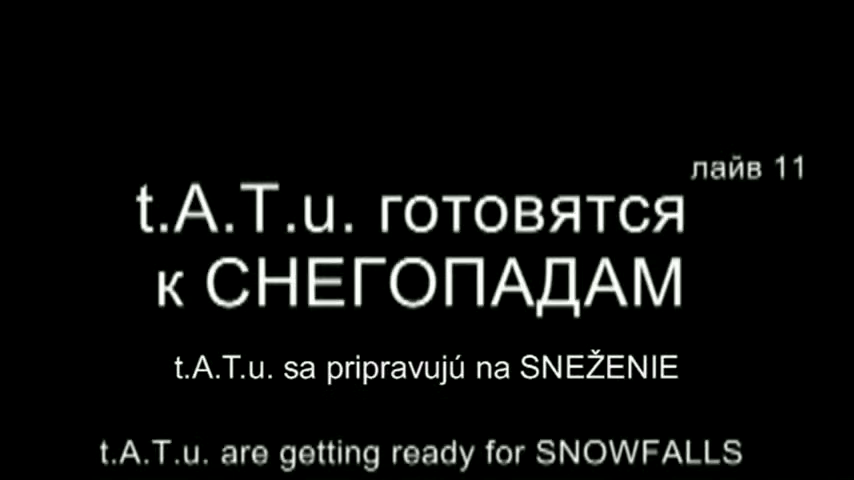 лайв 11
t.A.T.u. готовятся
к СНЕГОПАДАМ
t.A.T.u. sa pripravujú na SNEŽENIE
t.A.T.u. are getting ready for SNOWFALLS